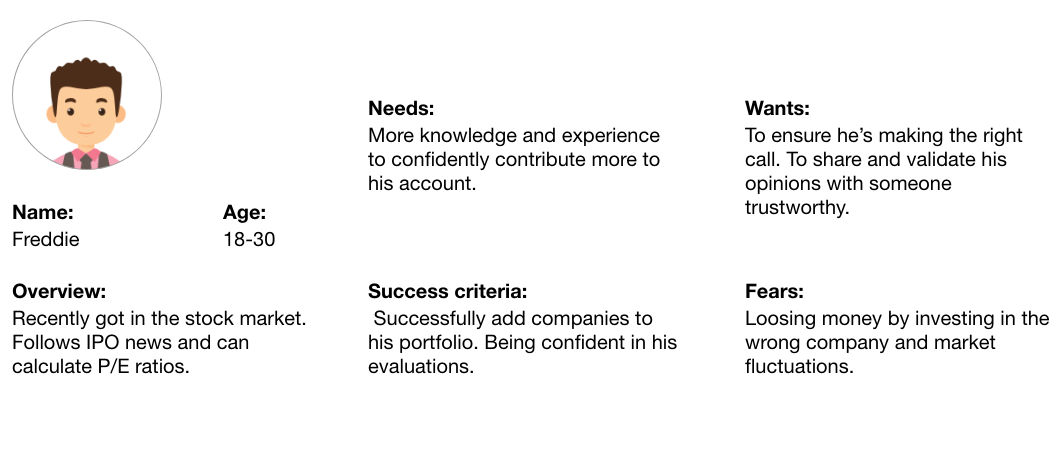 Needs:
More knowledge and experience
to confidently contribute more to
his account.
Wants:
To ensure he’s making the right
call. To share and validate his
opinions with someone
trustworthy.
Name:
Freddie
Age:
18-30
Overview:
Recently got in the stock market.
Follows IPO news and can
calculate P/E ratios.
Success criteria:
Successfully add companies to
his portfolio. Being confident in his
evaluations.
Fears:
Loosing money by investing in the
wrong company and market
fluctuations.